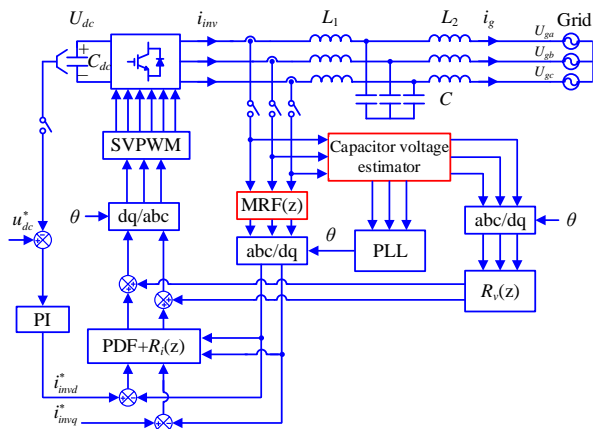 U_dc
i_inv
L_1
L_2
i_g
Grid
U_ga
U_gb
U_gc
+
C_dc
−
C
SVPWM
Capacitor voltage
estimator
MRF(z)
θ
dq/abc
u*_dc
abc/dq
θ
PLL
abc/dq
θ
R_v(z)
PI
PDF+R_i(z)
i*_invd
i*_invq